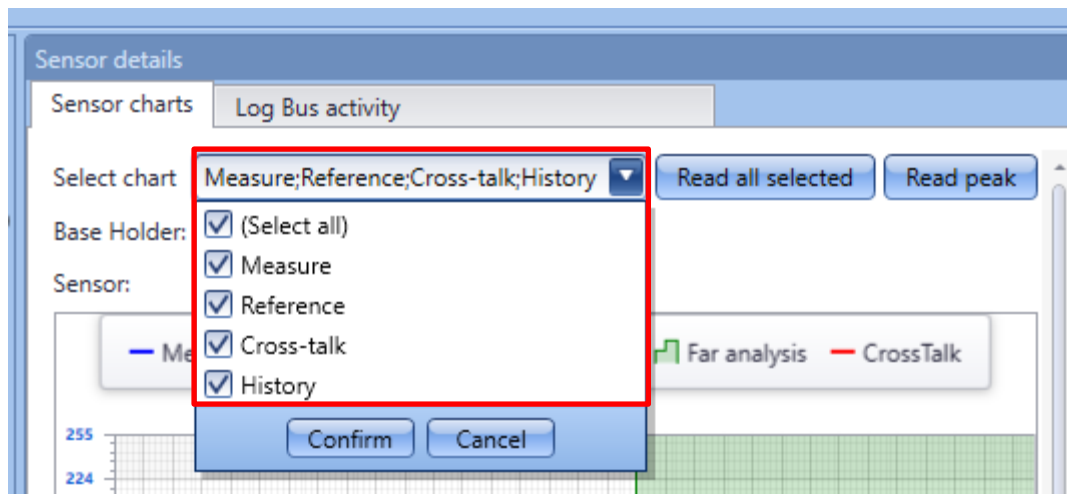 Sensor details
Sensor charts Log Bus activity
Select chart Measure;Reference;Cross-talk;History Read all selected Read peak
Base Holder: (Select all)
Measure
Sensor:
Reference
Cross-talk
Far analysis CrossTalk
History
Confirm Cancel
255
224